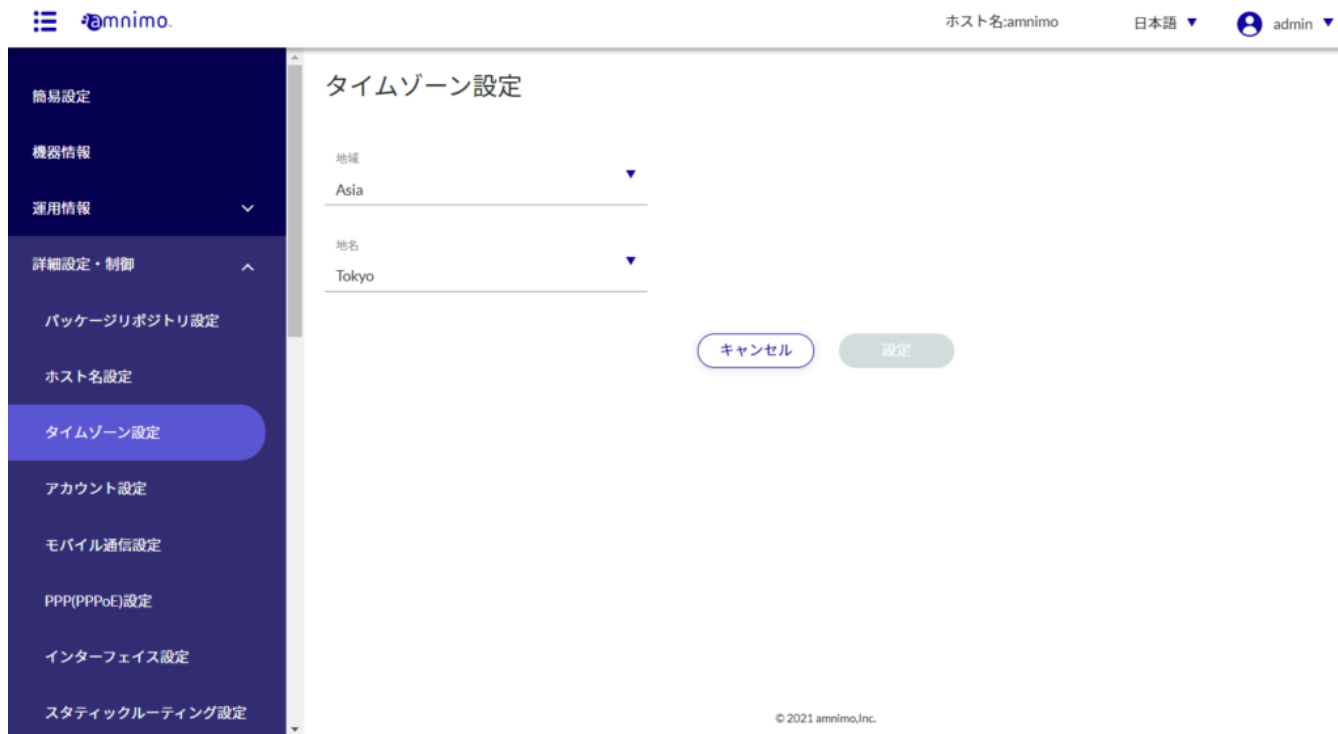 amnimo.
ホスト名:amnimo
日本語 ▼
admin ▼
簡易設定
機器情報
運用情報
詳細設定・制御
パッケージリポジトリ設定
ホスト名設定
タイムゾーン設定
アカウント設定
モバイル通信設定
PPP(PPPoE)設定
インターフェイス設定
スタティックルーティング設定
タイムゾーン設定
地域
Asia
地名
Tokyo
キャンセル
設定
© 2021 amnimo,Inc.